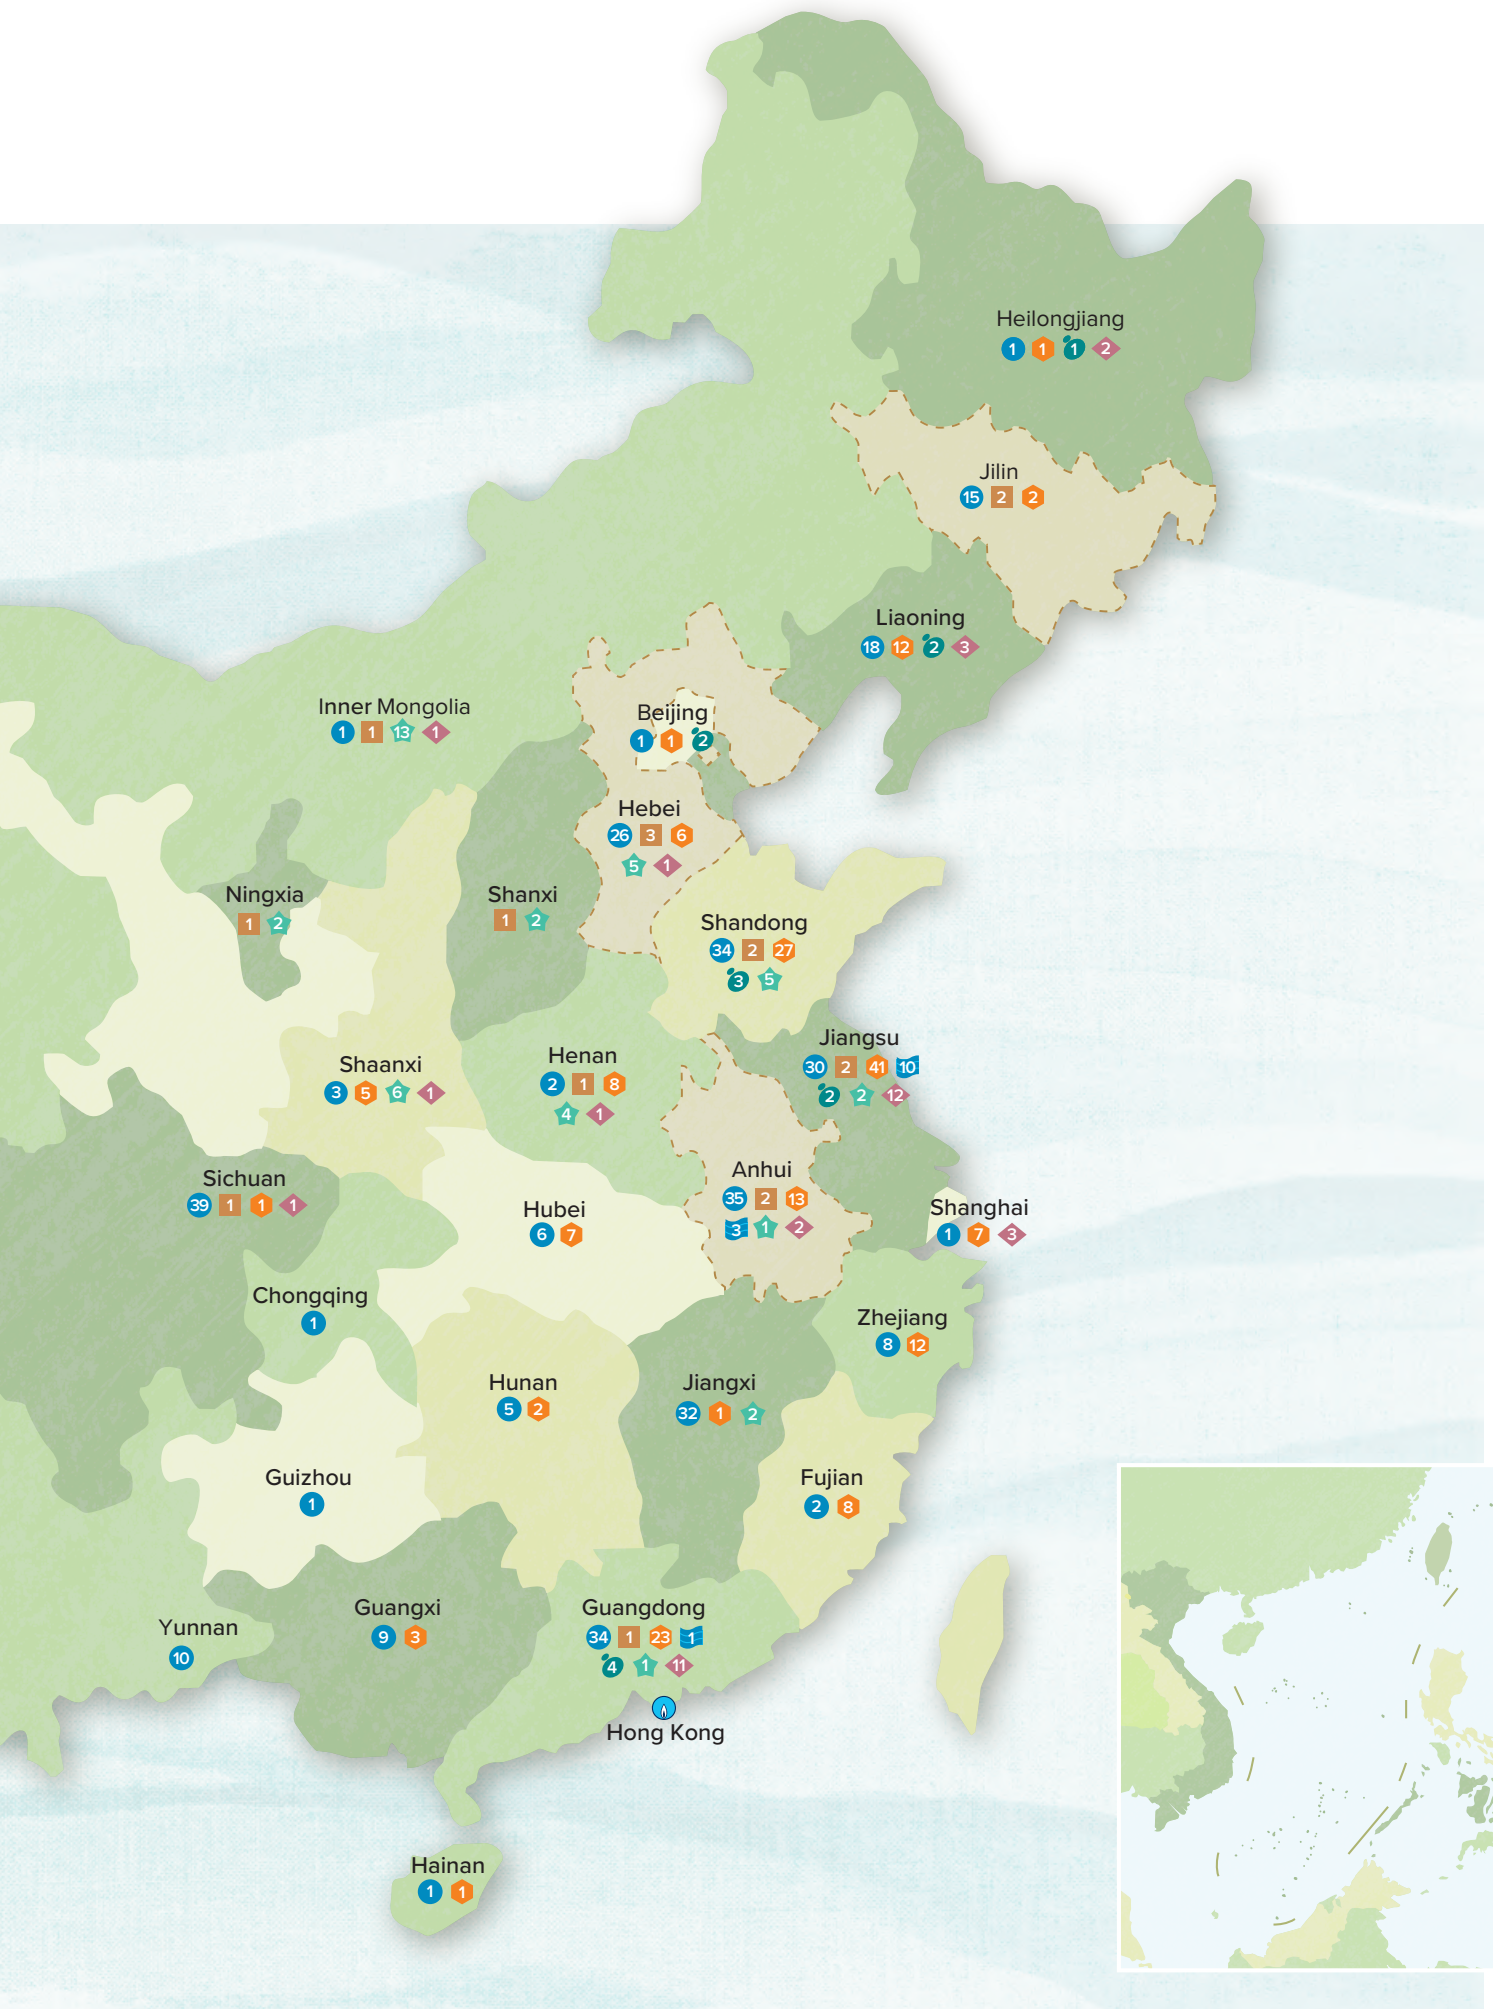 Heilongjiang
1 1 1 2
Jilin
15 2 2
Liaoning
18 12 2 3
Inner Mongolia
1 1 13 1
Beijing
1 1 2
Hebei
26 3 6
5 1
Ningxia
1 2
Shanxi
1 2
Shandong
34 2 27
3 5
Jiangsu
30 2 41 10
2 2 12
Shaanxi
3 5 6 1
Henan
2 1 8
4 1
Anhui
35 2 13
3 1 2
Sichuan
39 1 1 1
Hubei
6 7
Shanghai
1 7 3
Chongqing
1
Zhejiang
8 12
Hunan
5 2
Jiangxi
32 1 2
Guizhou
1
Fujian
2 8
Guangxi
9 3
Guangdong
34 1 23 1
4 1 11
Yunnan
10
Hong Kong
Hainan
1 1